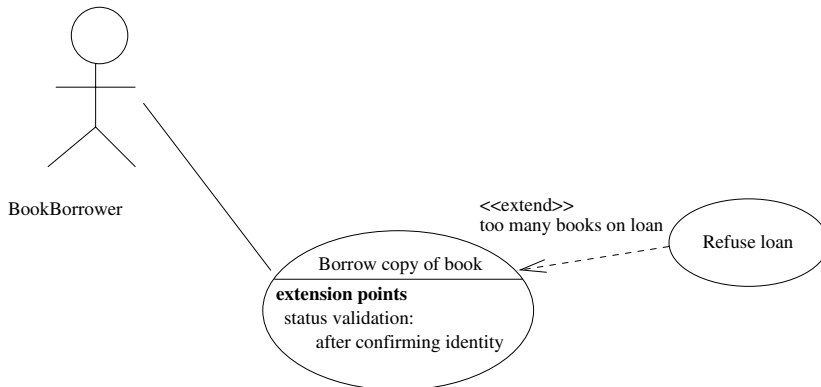 BookBorrower
<<extend>>
too many books on loan
Refuse loan
Borrow copy of book
extension points
status validation:
after confirming identity